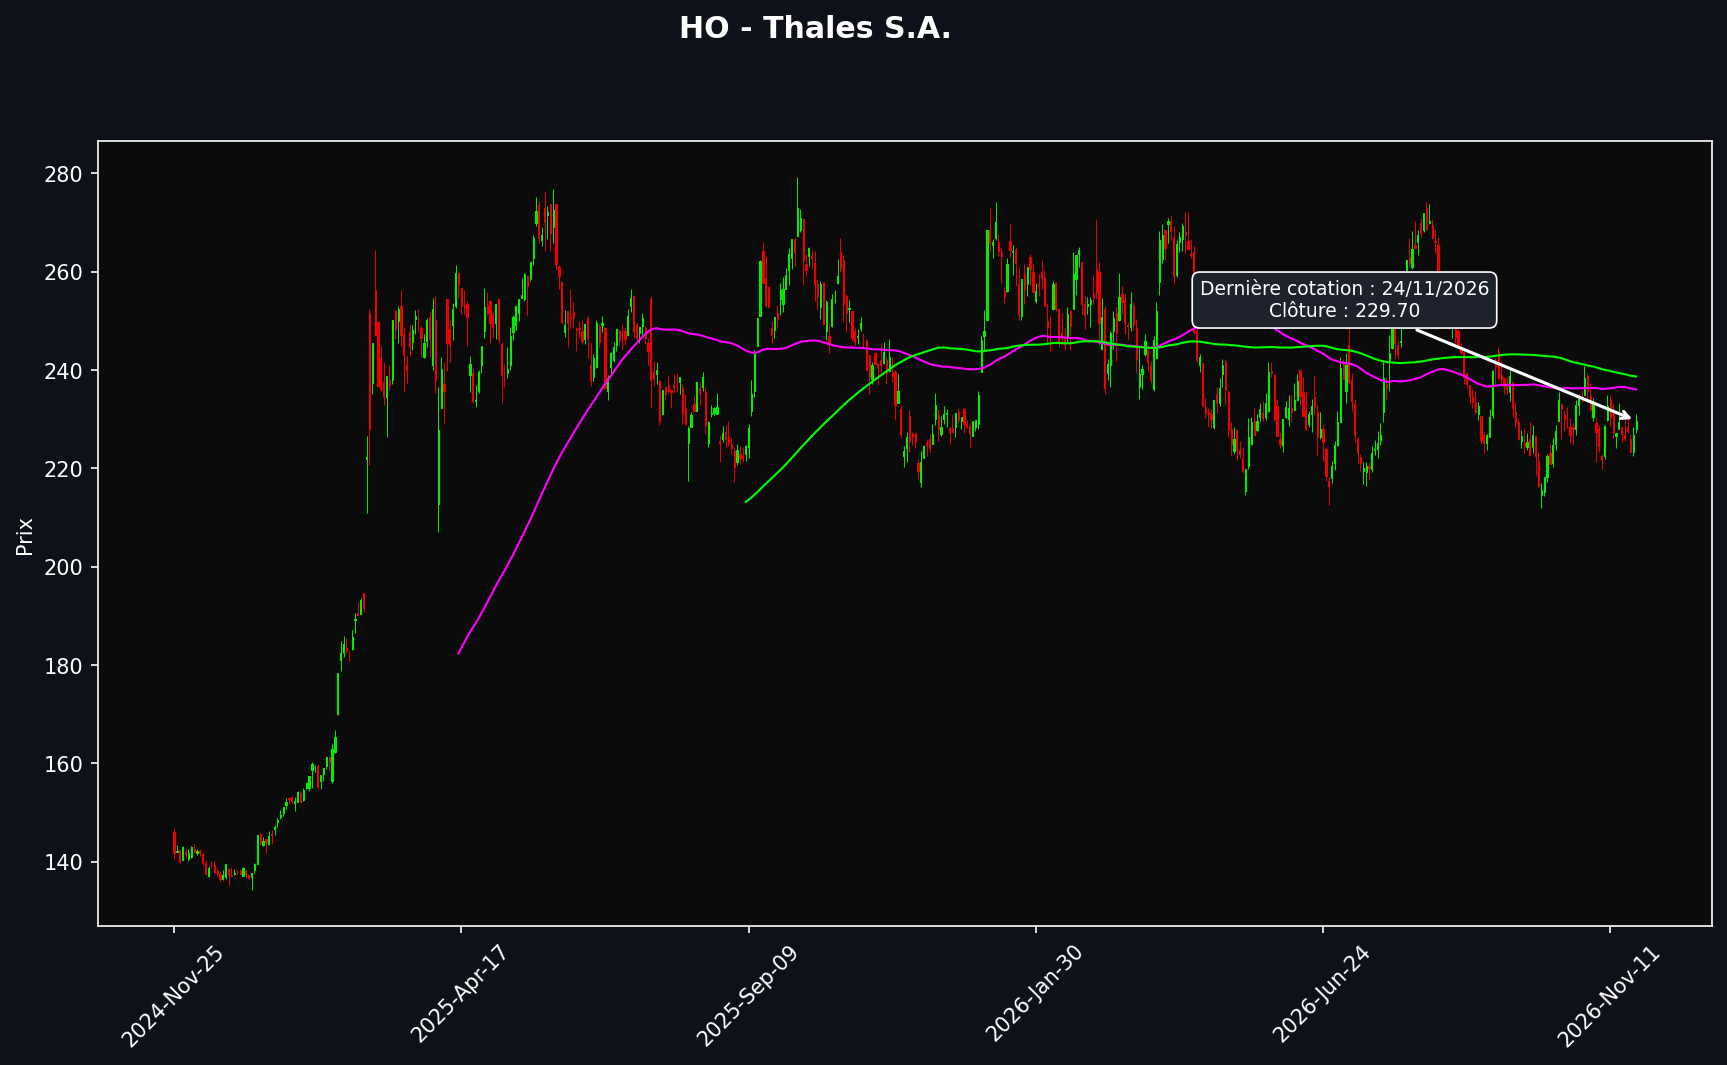 HO - Thales S.A.
280
260
240
220
200
180
160
140
Prix
Dernière cotation : 24/11/2026
Clôture : 229.70
2024-Nov-25
2025-Apr-17
2025-Sep-09
2026-Jan-30
2026-Jun-24
2026-Nov-11